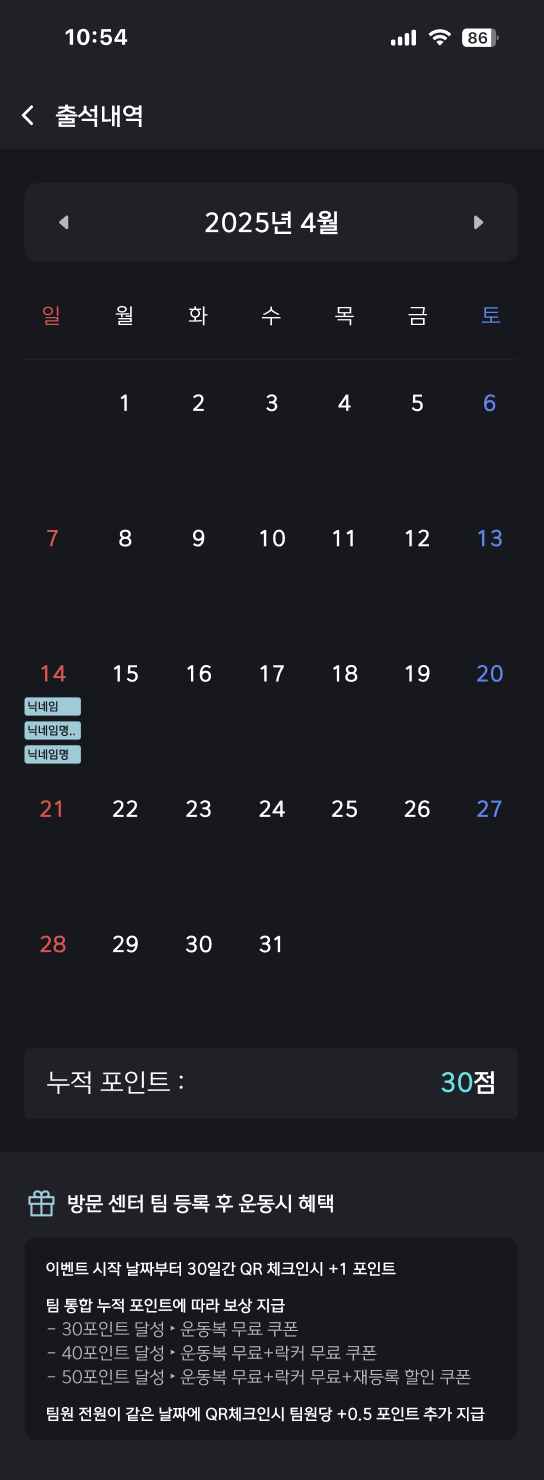 10:54
86
출석내역
2025년 4월
일 월 화 수 목 금 토
1 2 3 4 5 6
7 8 9 10 11 12 13
14 15 16 17 18 19 20
닉네임
닉네임명..
닉네임명
21 22 23 24 25 26 27
28 29 30 31
누적 포인트 : 30점
방문 센터 팀 등록 후 운동시 혜택
이벤트 시작 날짜부터 30일간 QR 체크인시 +1 포인트
팀 통합 누적 포인트에 따라 보상 지급
- 30포인트 달성 ‣ 운동복 무료 쿠폰
- 40포인트 달성 ‣ 운동복 무료+락커 무료 쿠폰
- 50포인트 달성 ‣ 운동복 무료+락커 무료+재등록 할인 쿠폰
팀원 전원이 같은 날짜에 QR체크인시 팀원당 +0.5 포인트 추가 지급